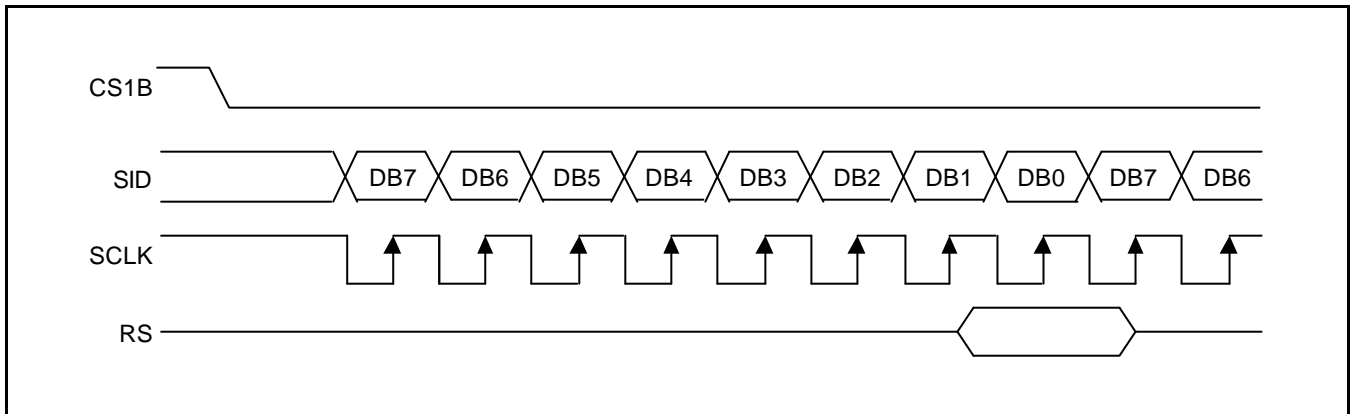 CS1B
SID DB7 DB6 DB5 DB4 DB3 DB2 DB1 DB0 DB7 DB6
SCLK
RS